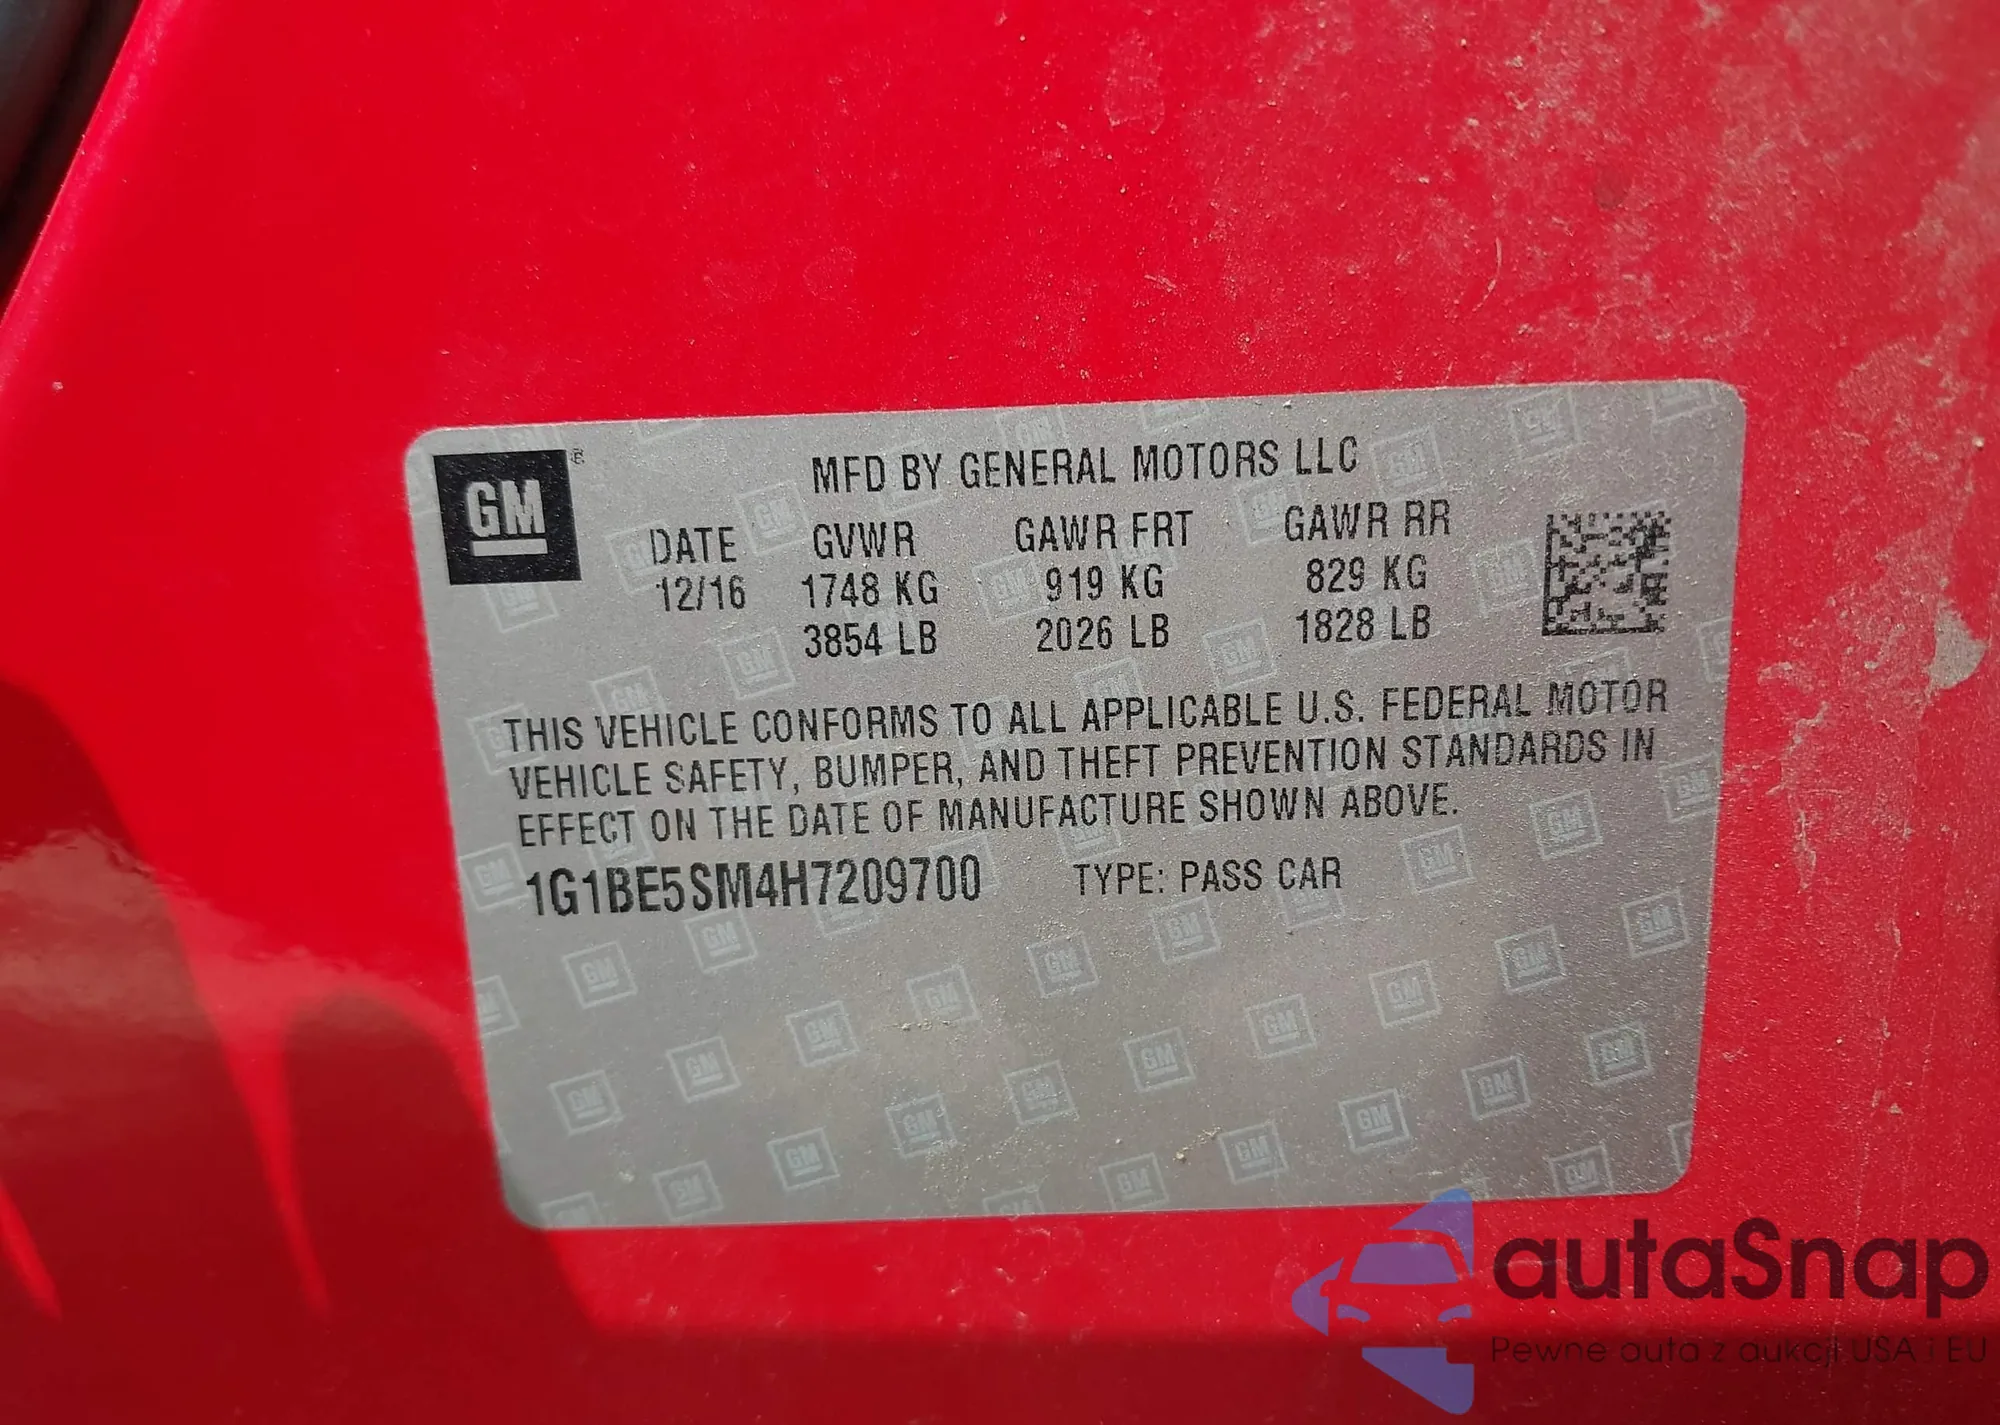 GM ®
MFD BY GENERAL MOTORS LLC
DATE GVWR GAWR FRT GAWR RR
12/16 1748 KG 919 KG 829 KG
3854 LB 2026 LB 1828 LB
THIS VEHICLE CONFORMS TO ALL APPLICABLE U.S. FEDERAL MOTOR
VEHICLE SAFETY, BUMPER, AND THEFT PREVENTION STANDARDS IN
EFFECT ON THE DATE OF MANUFACTURE SHOWN ABOVE.
1G1BE5SM4H7209700 TYPE: PASS CAR
autaSnap
Pewne auta z aukcji USA i EU